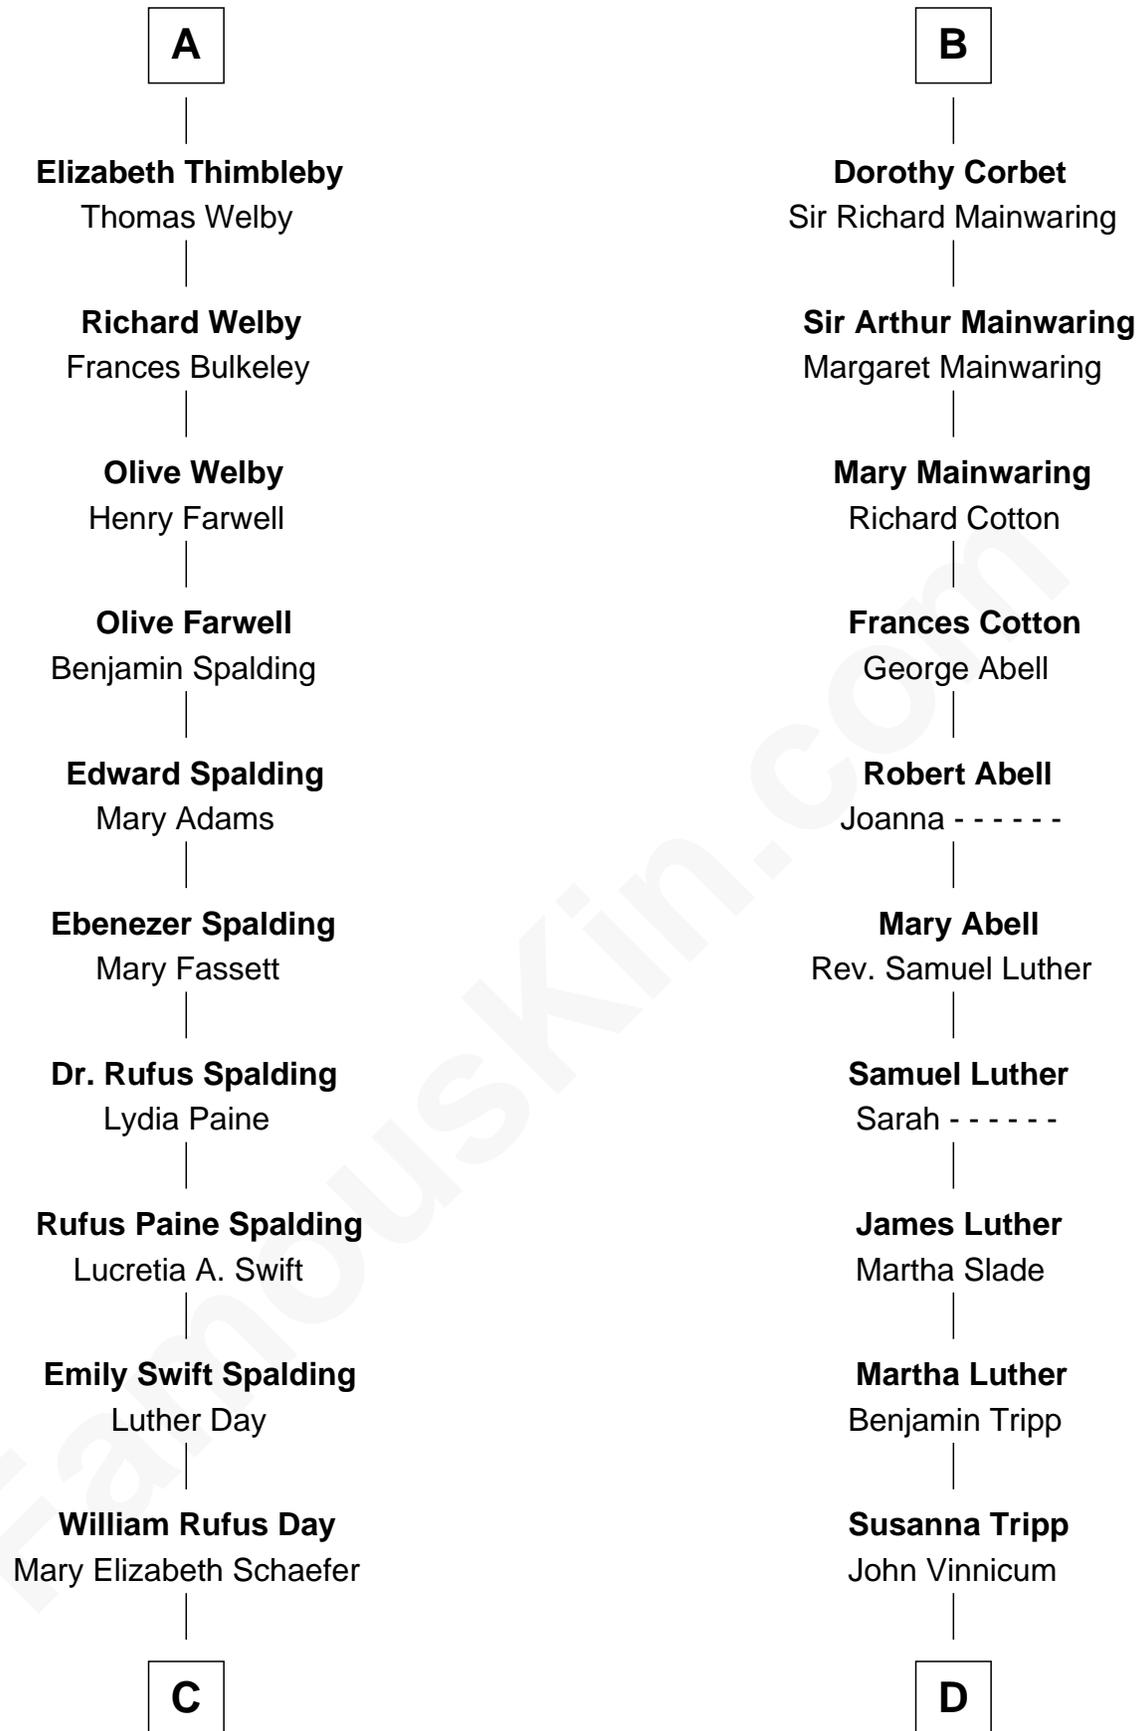 A
Elizabeth Thimbleby
Thomas Welby
Richard Welby
Frances Bulkeley
Olive Welby
Henry Farwell
Olive Farwell
Benjamin Spalding
Edward Spalding
Mary Adams
Ebenezer Spalding
Mary Fassett
Dr. Rufus Spalding
Lydia Paine
Rufus Paine Spalding
Lucretia A. Swift
Emily Swift Spalding
Luther Day
William Rufus Day
Mary Elizabeth Schaefer
C
B
Dorothy Corbet
Sir Richard Mainwaring
Sir Arthur Mainwaring
Margaret Mainwaring
Mary Mainwaring
Richard Cotton
Frances Cotton
George Abell
Robert Abell
Joanna - - - - - -
Mary Abell
Rev. Samuel Luther
Samuel Luther
Sarah - - - - - -
James Luther
Martha Slade
Martha Luther
Benjamin Tripp
Susanna Tripp
John Vinnicum
D
FamousKin.com